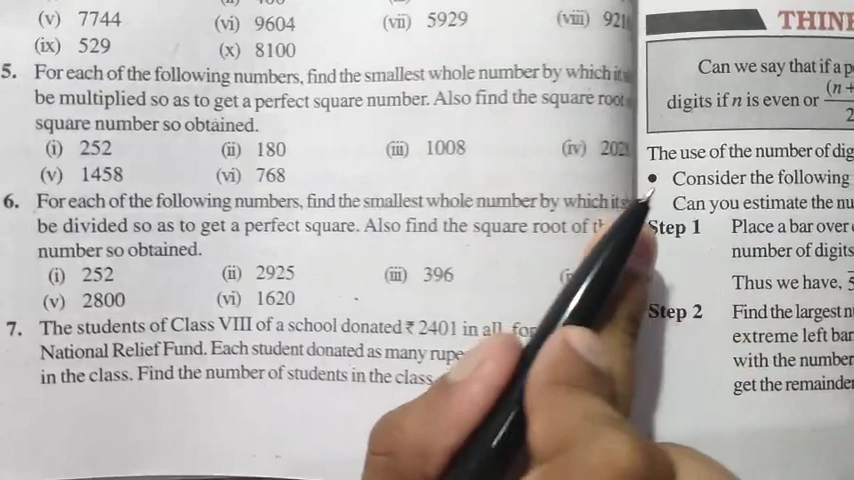 (v) 7744 (vi) 9604 (vii) 5929 (viii) 921
(ix) 529 (x) 8100
5. For each of the following numbers, find the smallest whole number by which it
be multiplied so as to get a perfect square number. Also find the square root
square number so obtained.
(i) 252 (ii) 180 (iii) 1008 (iv) 202
(v) 1458 (vi) 768
6. For each of the following numbers, find the smallest whole number by which it
be divided so as to get a perfect square. Also find the square root of
number so obtained.
(i) 252 (ii) 2925 (iii) 396
(v) 2800 (vi) 1620
7. The students of Class VIII of a school donated ₹ 2401 in all, for
National Relief Fund. Each student donated as many
in the class. Find the number of students in the class
THINK
Can we say that if a
digits if n is even or (n+
2
The use of the number of
• Consider the following
Can you estimate the
Step 1 Place a bar over
number of digits
Thus we have,
Step 2 Find the largest
extreme left bar
with the number
get the remainder